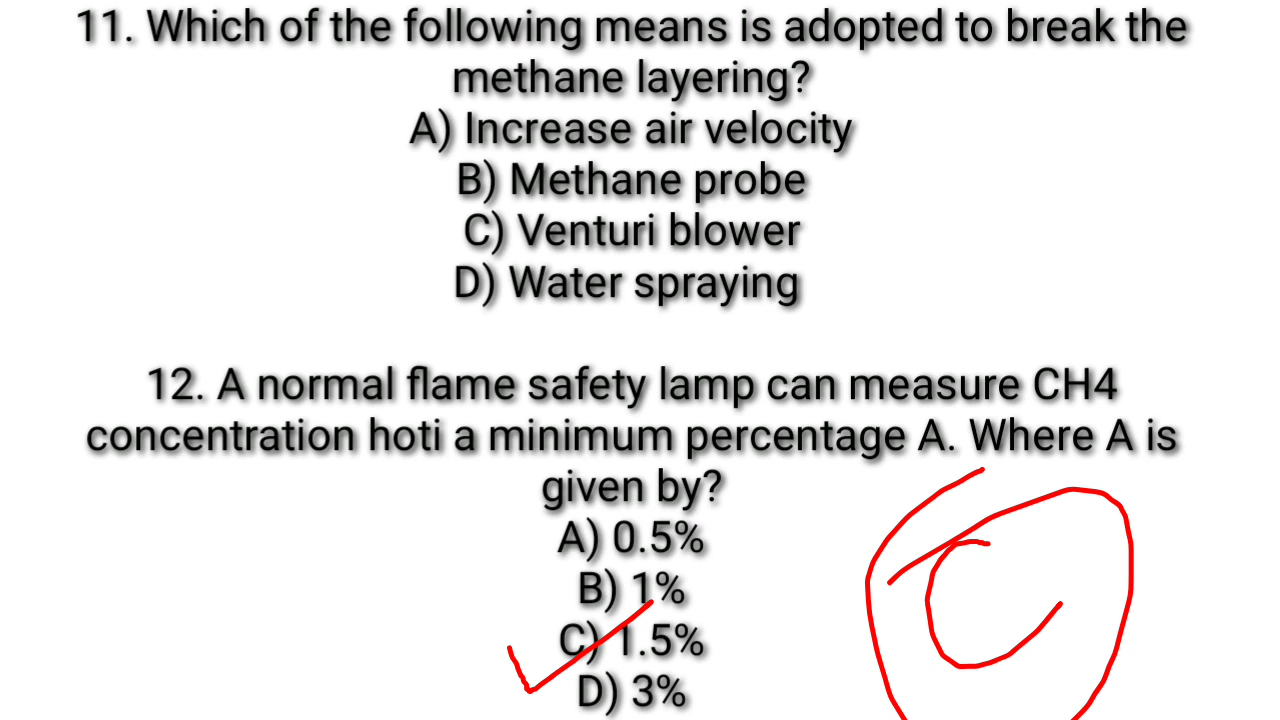 11. Which of the following means is adopted to break the
methane layering?
A) Increase air velocity
B) Methane probe
C) Venturi blower
D) Water spraying
12. A normal flame safety lamp can measure CH4
concentration hoti a minimum percentage A. Where A is
given by?
A) 0.5%
B) 1%
C) 1.5%
D) 3%
C